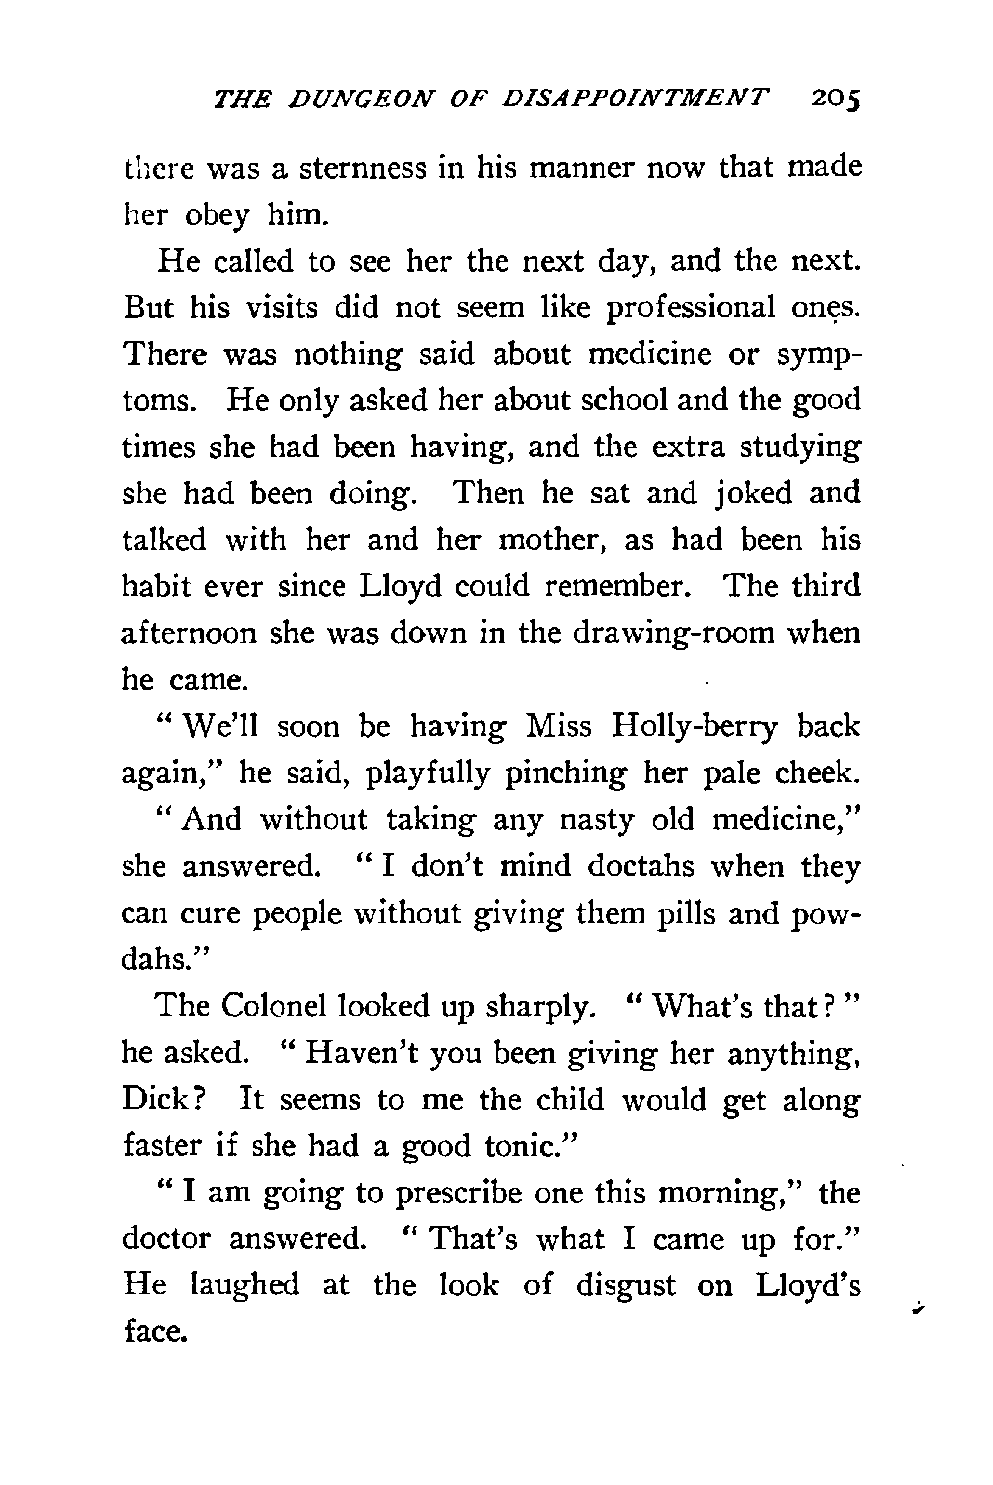 THE DUNGEON OF DISAPPOINTMENT 205
there was a sternness in his manner now that made
her obey him.
He called to see her the next day, and the next.
But his visits did not seem like professional ones.
There was nothing said about medicine or symp-
toms. He only asked her about school and the good
times she had been having, and the extra studying
she had been doing. Then he sat and joked and
talked with her and her mother, as had been his
habit ever since Lloyd could remember. The third
afternoon she was down in the drawing-room when
he came.
“ We’ll soon be having Miss Holly-berry back
again,” he said, playfully pinching her pale cheek.
“ And without taking any nasty old medicine,”
she answered. “ I don’t mind doctahs when they
can cure people without giving them pills and pow-
dahs.”
The Colonel looked up sharply. “ What’s that? ”
he asked. “ Haven’t you been giving her anything,
Dick? It seems to me the child would get along
faster if she had a good tonic.”
“ I am going to prescribe one this morning,” the
doctor answered. “ That’s what I came up for.”
He laughed at the look of disgust on Lloyd’s
face.